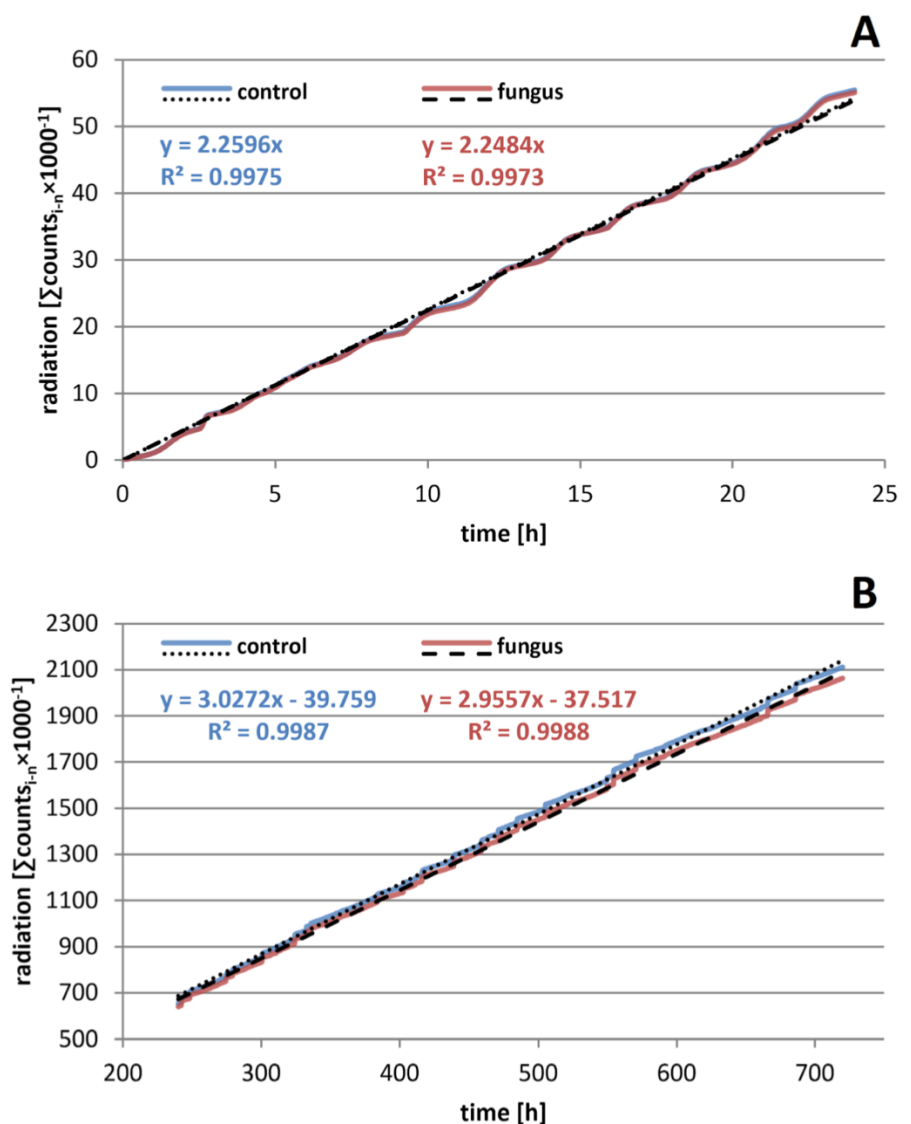 A
60
50
40
30
20
10
0
radiation [∑counts_i-n×1000^-1]
control fungus
y = 2.2596x y = 2.2484x
R² = 0.9975 R² = 0.9973
0 5 10 15 20 25
time [h]
B
2300
2100
1900
1700
1500
1300
1100
900
700
500
radiation [∑counts_i-n×1000^-1]
control fungus
y = 3.0272x - 39.759 y = 2.9557x - 37.517
R² = 0.9987 R² = 0.9988
200 300 400 500 600 700
time [h]